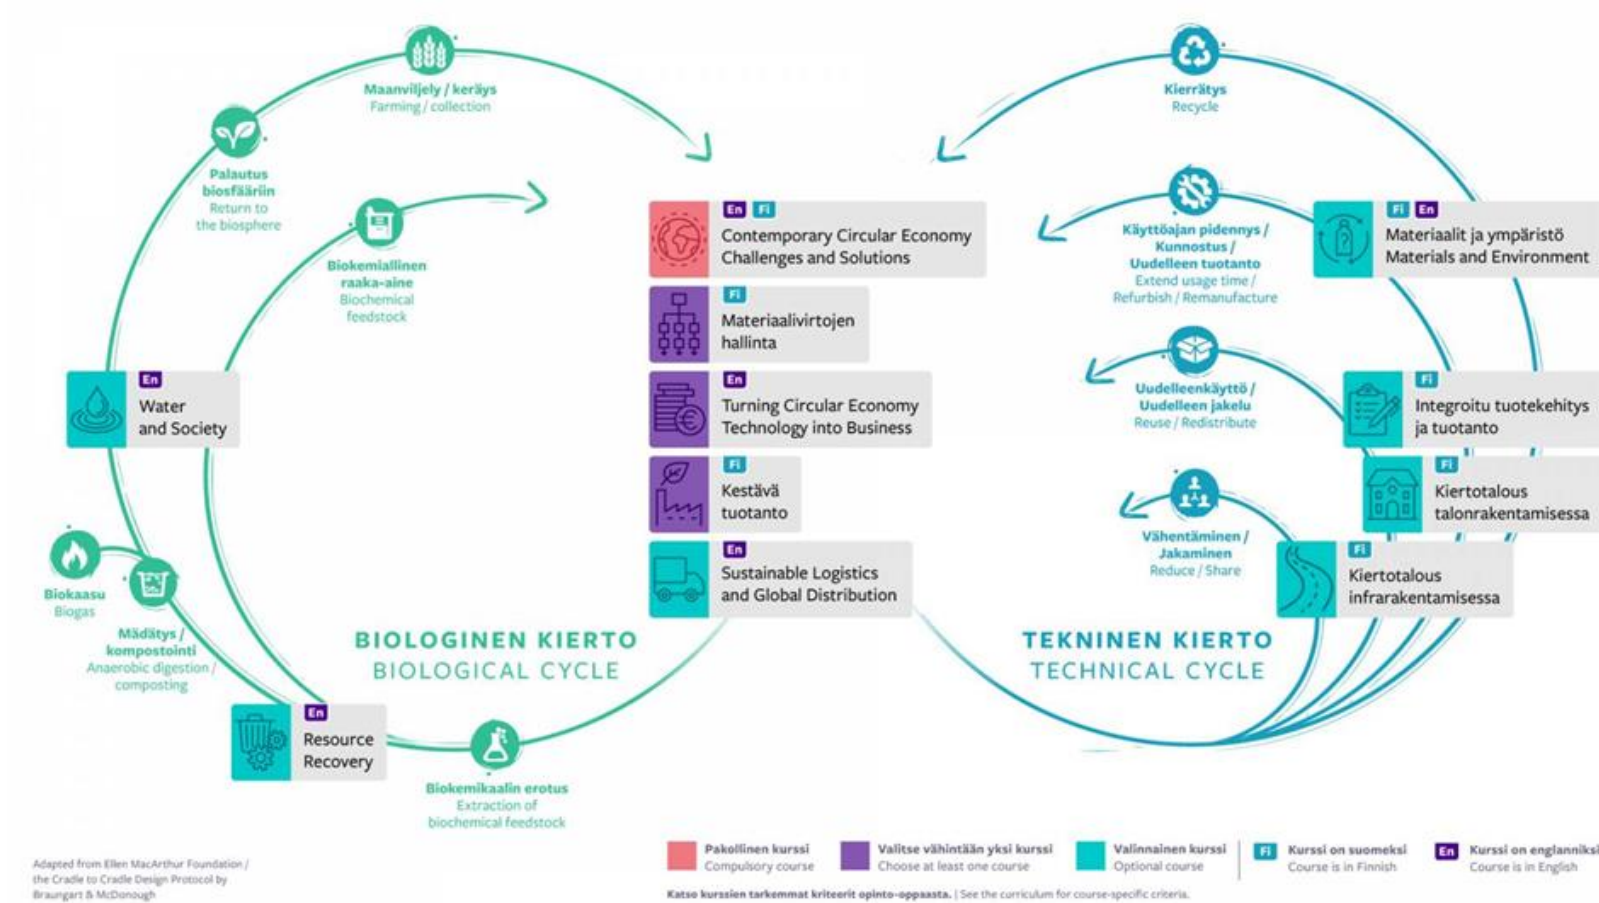 Maanviljely / keräys
Farming / collection
Palautus
biosfääriin
Return to
the biosphere
Biokemiallinen
raaka-aine
Biochemical
feedstock
En
Water
and Society
Biokaasu
Biogas
Mädätys /
kompostointi
Anaerobic digestion /
composting
En
Resource
Recovery
Biokemikaalin erotus
Extraction of
biochemical feedstock
BIOLOGINEN KIERTO
BIOLOGICAL CYCLE
En Fi
Contemporary Circular Economy
Challenges and Solutions
Fi
Materiaalivirtojen
hallinta
En
Turning Circular Economy
Technology into Business
Fi
Kestävä
tuotanto
En
Sustainable Logistics
and Global Distribution
Kierrätys
Recycle
Käyttöajan pidennys /
Kunnostus /
Uudelleen tuotanto
Extend usage time /
Refurbish / Remanufacture
Fi En
Materiaalit ja ympäristö
Materials and Environment
?
Uudelleenkäyttö /
Uudelleen jakelu
Reuse / Redistribute
Fi
Integroitu tuotekehitys
ja tuotanto
Fi
Kiertotalous
talonrakentamisessa
Vähentäminen /
Jakaminen
Reduce / Share
Fi
Kiertotalous
infrarakentamisessa
TEKNINEN KIERTO
TECHNICAL CYCLE
Adapted from Ellen MacArthur Foundation /
the Cradle to Cradle Design Protocol by
Braungart & McDonough
Pakollinen kurssi
Compulsory course
Valitse vähintään yksi kurssi
Choose at least one course
Valinnainen kurssi
Optional course
Fi Kurssi on suomeksi
Course is in Finnish
En Kurssi on englanniksi
Course is in English
Katso kurssien tarkemmat kriteerit opinto-oppaasta. | See the curriculum for course-specific criteria.